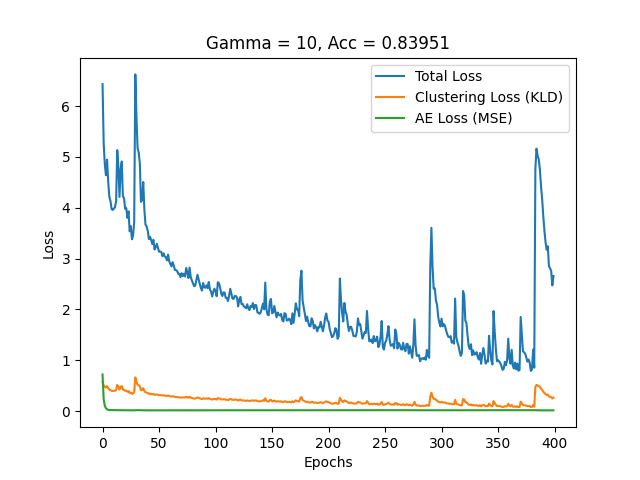 Gamma = 10, Acc = 0.83951
Total Loss
Clustering Loss (KLD)
AE Loss (MSE)
Loss
6
5
4
3
2
1
0
0 50 100 150 200 250 300 350 400
Epochs